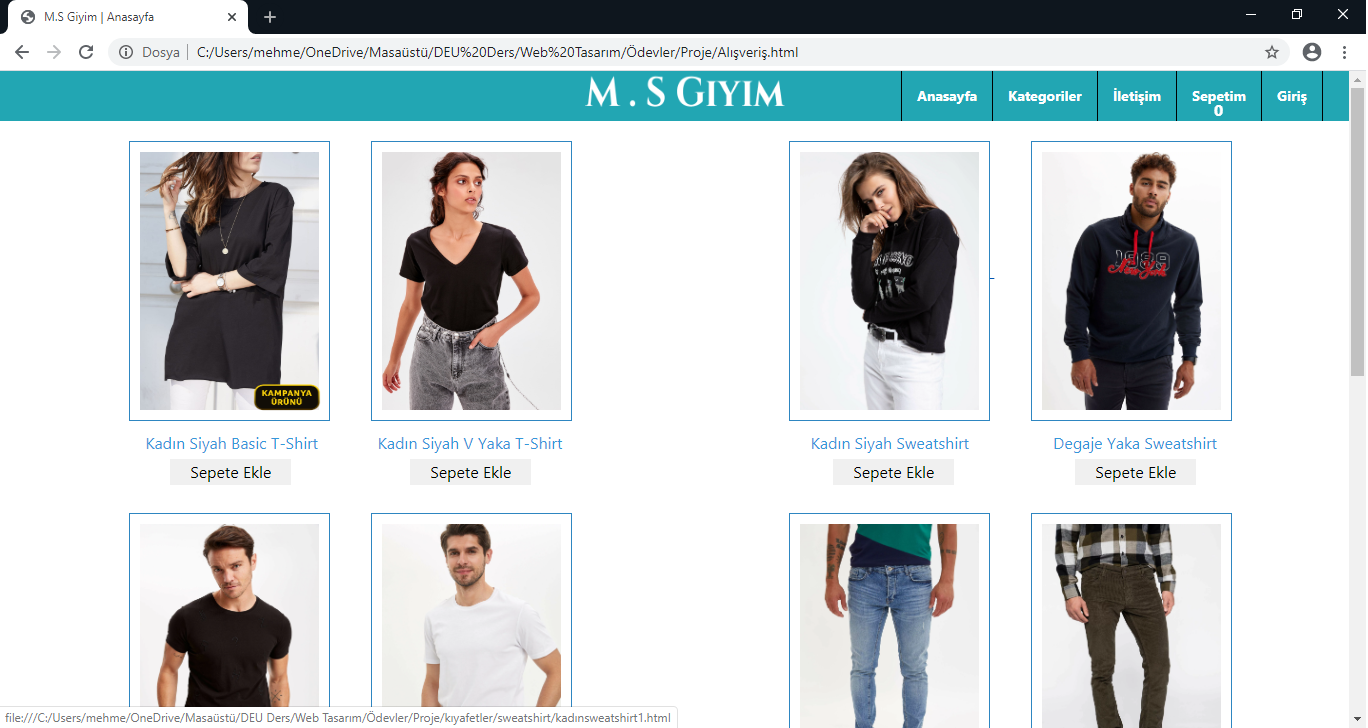 M.S Giyim | Anasayfa
Dosya
C:/Users/mehme/OneDrive/Masaüstü/DEU%20Ders/Web%20Tasarım/Ödevler/Proje/Alışveriş.html
M . S GIYIM
Anasayfa
Kategoriler
İletişim
Sepetim
0
Giriş
KAMPANYA
ÜRÜNÜ
1989
New York
Kadın Siyah Basic T-Shirt
Kadın Siyah V Yaka T-Shirt
Kadın Siyah Sweatshirt
Degaje Yaka Sweatshirt
Sepete Ekle
Sepete Ekle
Sepete Ekle
Sepete Ekle
file:///C:/Users/mehme/OneDrive/Masaüstü/DEU Ders/Web Tasarım/Ödevler/Proje/kıyafetler/sweatshirt/kadınsweatshirt1.html